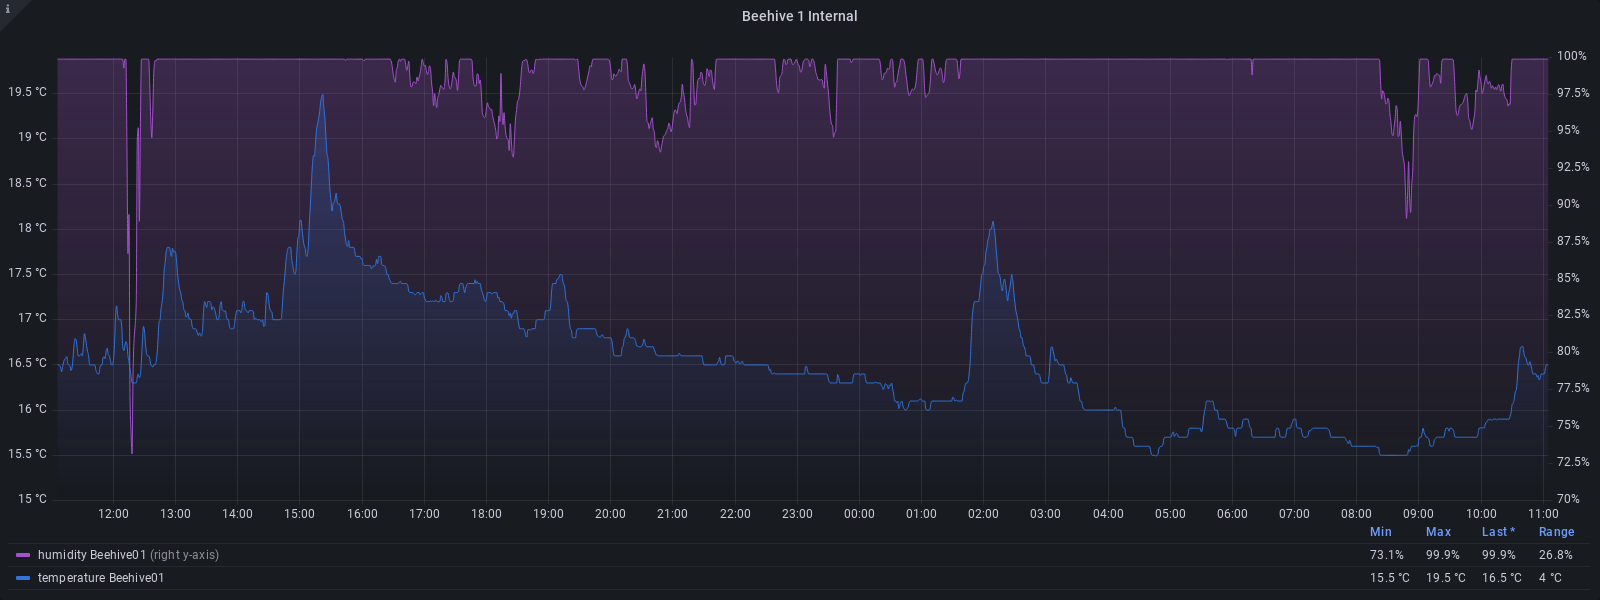 i
Beehive 1 Internal
100%
19.5 °C 97.5%
19 °C 95%
18.5 °C 92.5%
90%
18 °C 87.5%
17.5 °C 85%
17 °C 82.5%
16.5 °C 80%
77.5%
16 °C 75%
15.5 °C 72.5%
15 °C 70%
12:00 13:00 14:00 15:00 16:00 17:00 18:00 19:00 20:00 21:00 22:00 23:00 00:00 01:00 02:00 03:00 04:00 05:00 06:00 07:00 08:00 09:00 10:00 11:00
Min Max Last * Range
humidity Beehive01 (right y-axis) 73.1% 99.9% 99.9% 26.8%
temperature Beehive01 15.5 °C 19.5 °C 16.5 °C 4 °C